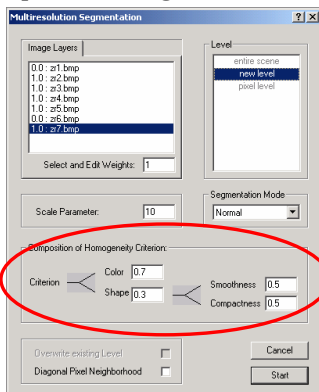 Multiresolution Segmentation
Image Layers
0.0 : zr1.bmp
1.0 : zr2.bmp
1.0 : zr3.bmp
1.0 : zr4.bmp
1.0 : zr5.bmp
0.0 : zr6.bmp
1.0 : zr7.bmp
Select and Edit Weights: 1
Level
entire scene
new level
pixel level
Scale Parameter: 10
Segmentation Mode
Normal
Composition of Homogeneity Criterion:
Criterion
Color 0.7
Shape 0.3
Smoothness 0.5
Compactness 0.5
Overwrite existing Level
Diagonal Pixel Neighborhood
Cancel
Start